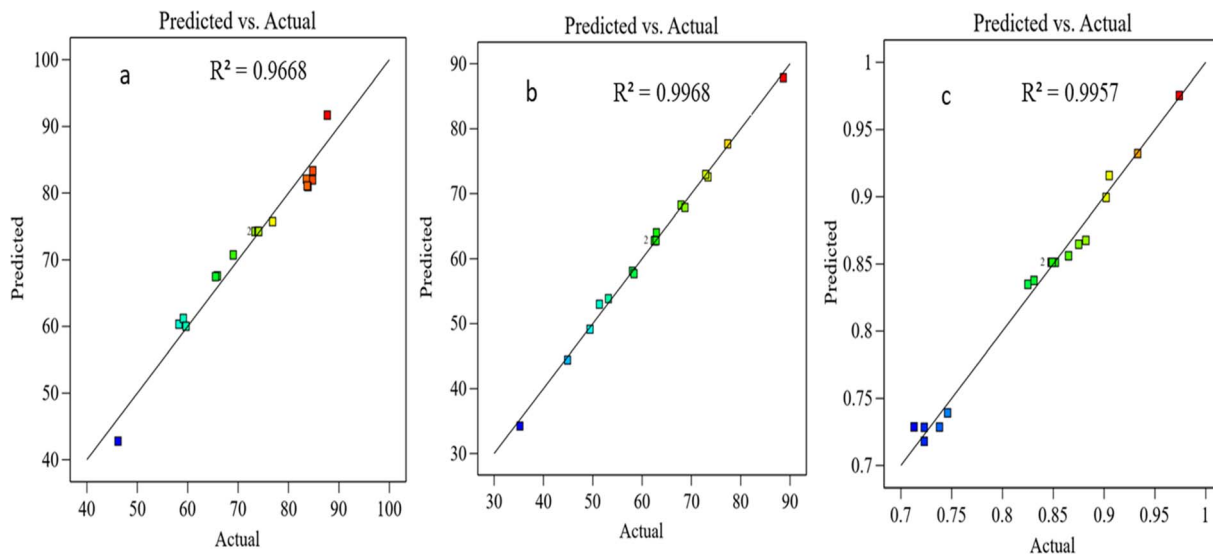 Predicted vs. Actual
a
R² = 0.9668
100
90
80
70
60
50
40
2
Predicted
40 50 60 70 80 90 100
Actual
Predicted vs. Actual
b
R² = 0.9968
90
80
70
60
50
40
30
2
Predicted
30 40 50 60 70 80 90
Actual
Predicted vs. Actual
c
R² = 0.9957
1
0.95
0.9
0.85
0.8
0.75
0.7
2
Predicted
0.7 0.75 0.8 0.85 0.9 0.95 1
Actual